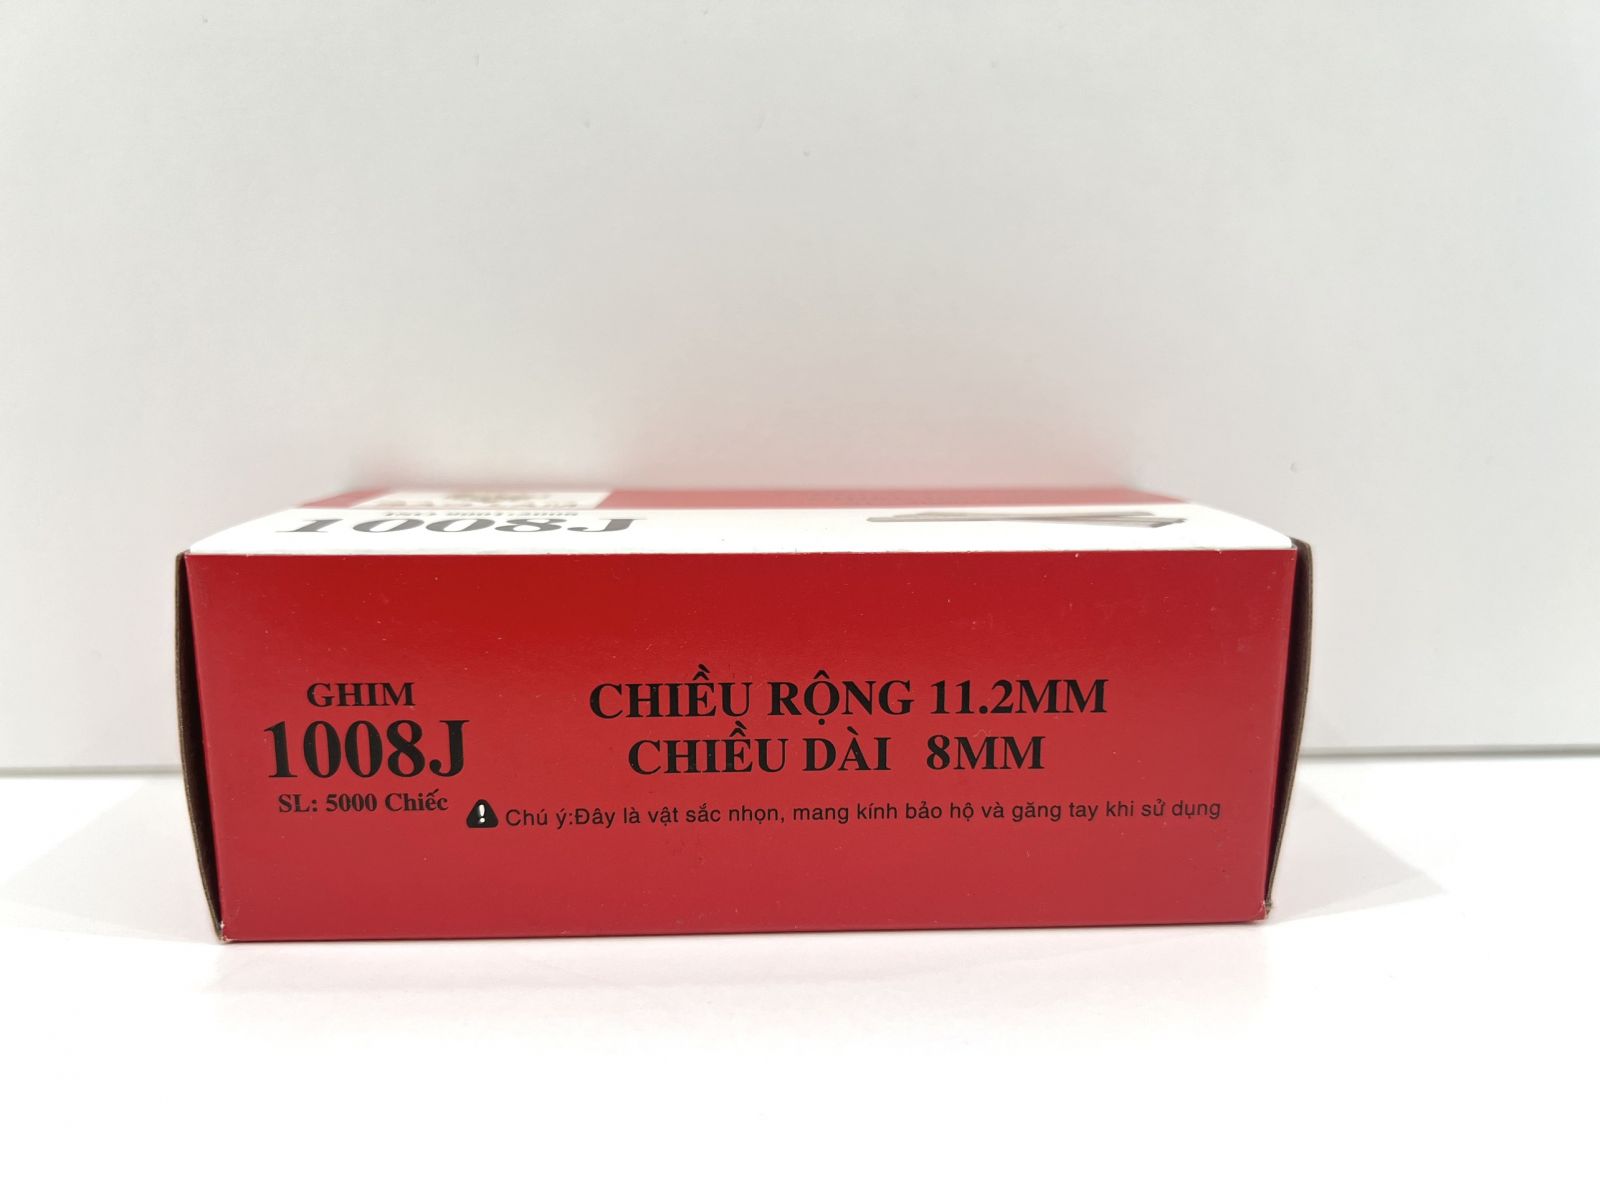 1008J
GHIM
1008J
SL: 5000 Chiếc
CHIỀU RỘNG 11.2MM
CHIỀU DÀI 8MM
Chú ý:Đây là vật sắc nhọn, mang kính bảo hộ và găng tay khi sử dụng